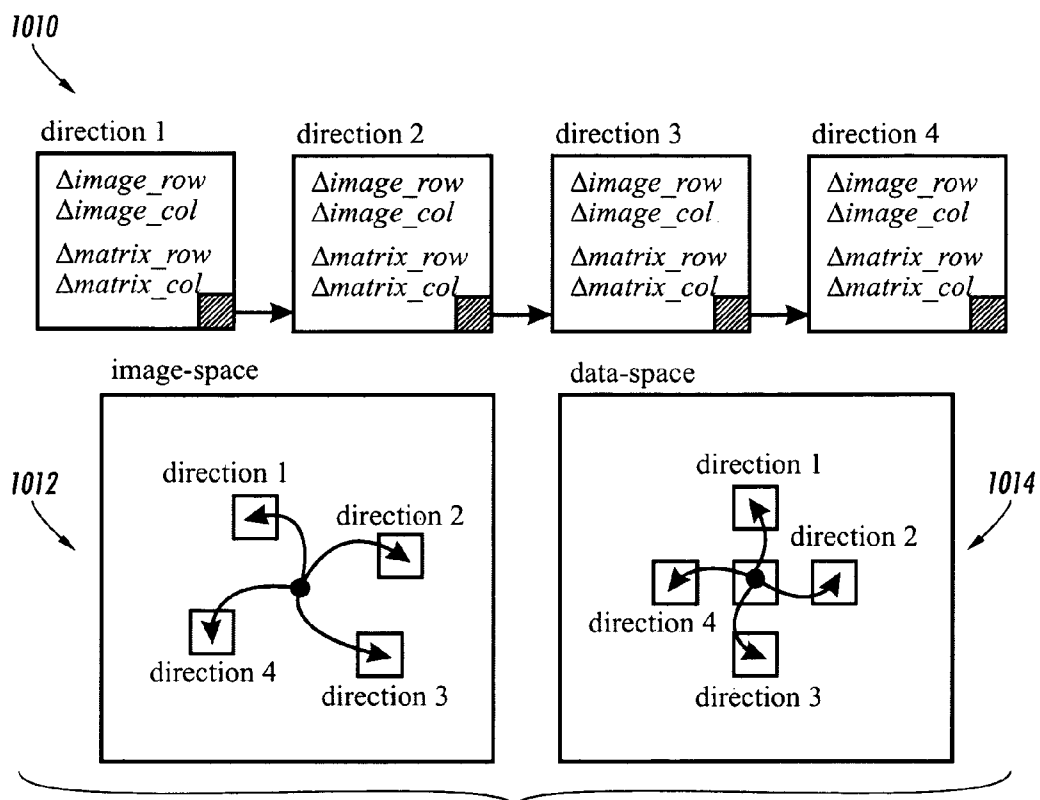 1010
direction 1
direction 2
direction 3
direction 4
Δimage_row
Δimage_col
Δmatrix_row
Δmatrix_col
Δimage_row
Δimage_col
Δmatrix_row
Δmatrix_col
Δimage_row
Δimage_col
Δmatrix_row
Δmatrix_col
Δimage_row
Δimage_col
Δmatrix_row
Δmatrix_col
image-space
1012
direction 1
direction 2
direction 4
direction 3
data-space
1014
direction 1
direction 2
direction 4
direction 3